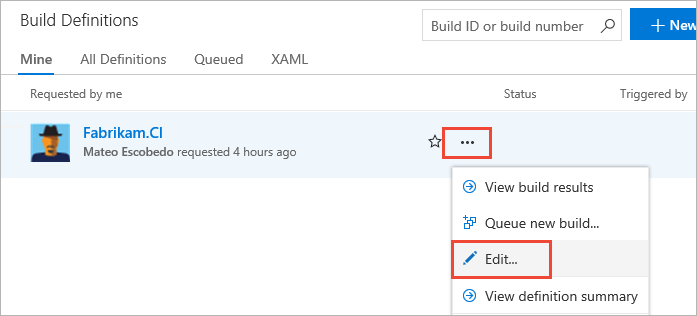 Build Definitions
Build ID or build number
+ New
Mine
All Definitions
Queued
XAML
Requested by me
Status
Triggered by
Fabrikam.CI
Mateo Escobedo requested 4 hours ago
...
View build results
Queue new build...
Edit...
View definition summary